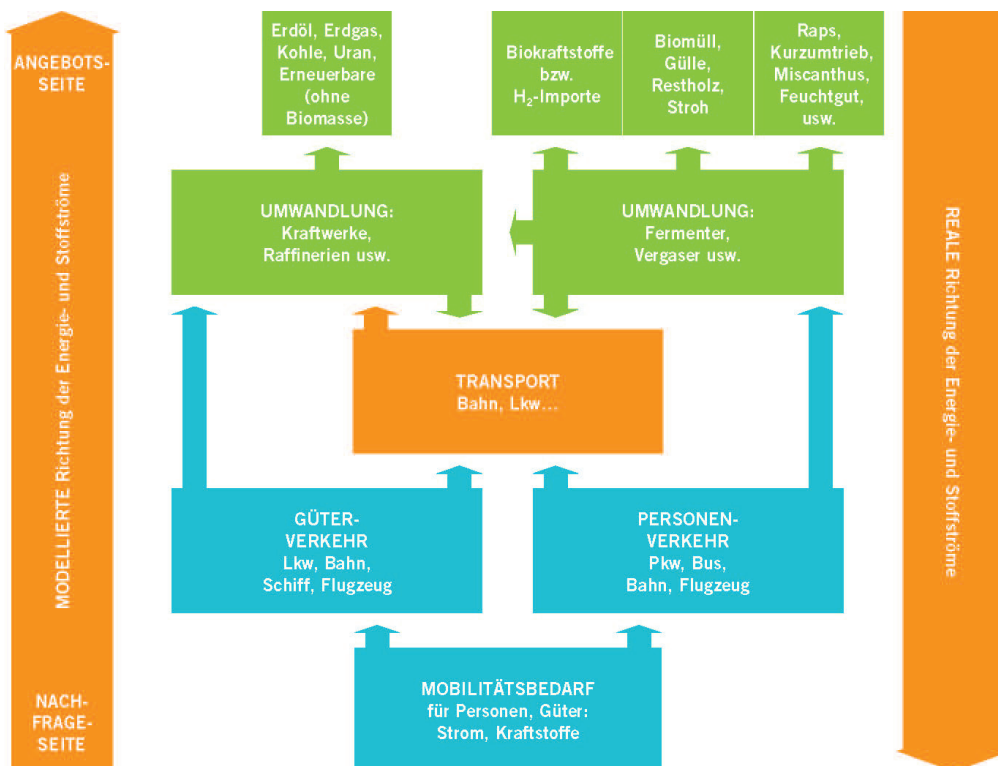 ANGEBOTS-
SEITE
MODELLIERTE Richtung der Energie- und Stoffströme
NACH-
FRAGE-
SEITE
Erdöl, Erdgas,
Kohle, Uran,
Erneuerbare
(ohne
Biomasse)
Biokraftstoffe
bzw.
H₂-Importe
Biomüll,
Gülle,
Restholz,
Stroh
Raps,
Kurzumtrieb,
Miscanthus,
Feuchtgut,
usw.
UMWANDLUNG:
Kraftwerke,
Raffinerien usw.
UMWANDLUNG:
Fermenter,
Vergaser usw.
TRANSPORT
Bahn, Lkw...
GÜTER-
VERKEHR
Lkw, Bahn,
Schiff, Flugzeug
PERSONEN-
VERKEHR
Pkw, Bus,
Bahn, Flugzeug
MOBILITÄTSBEDARF
für Personen, Güter:
Strom, Kraftstoffe
REALE Richtung der Energie- und Stoffströme